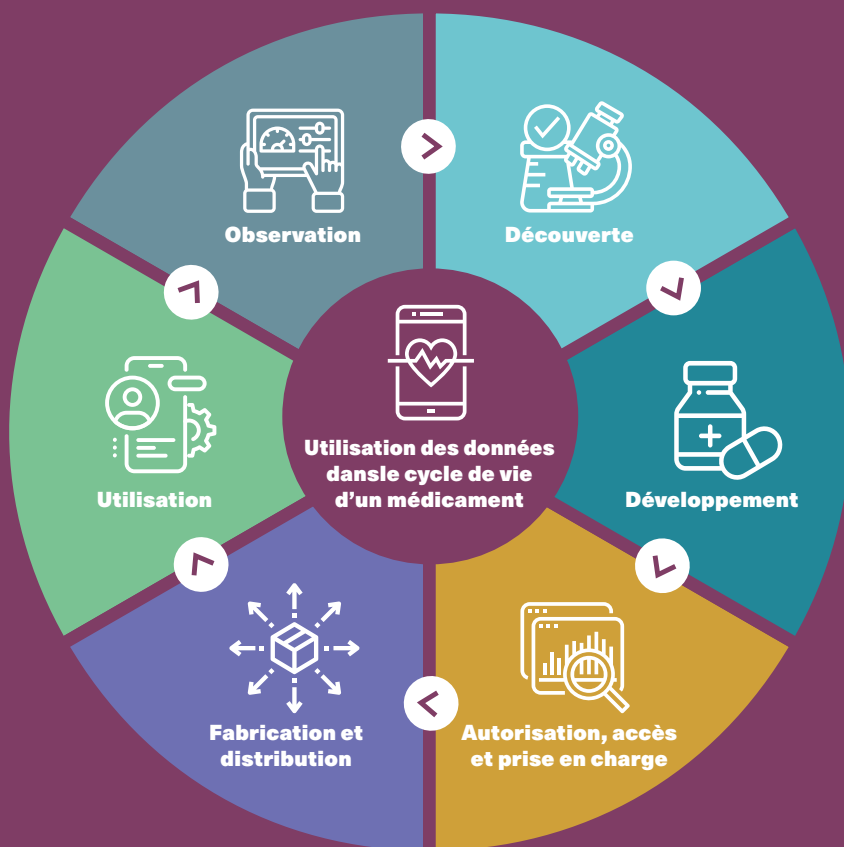 Observation
Découverte
Utilisation des données
dansle cycle de vie
d'un médicament
Utilisation
Développement
Fabrication et
distribution
Autorisation, accès
et prise en charge